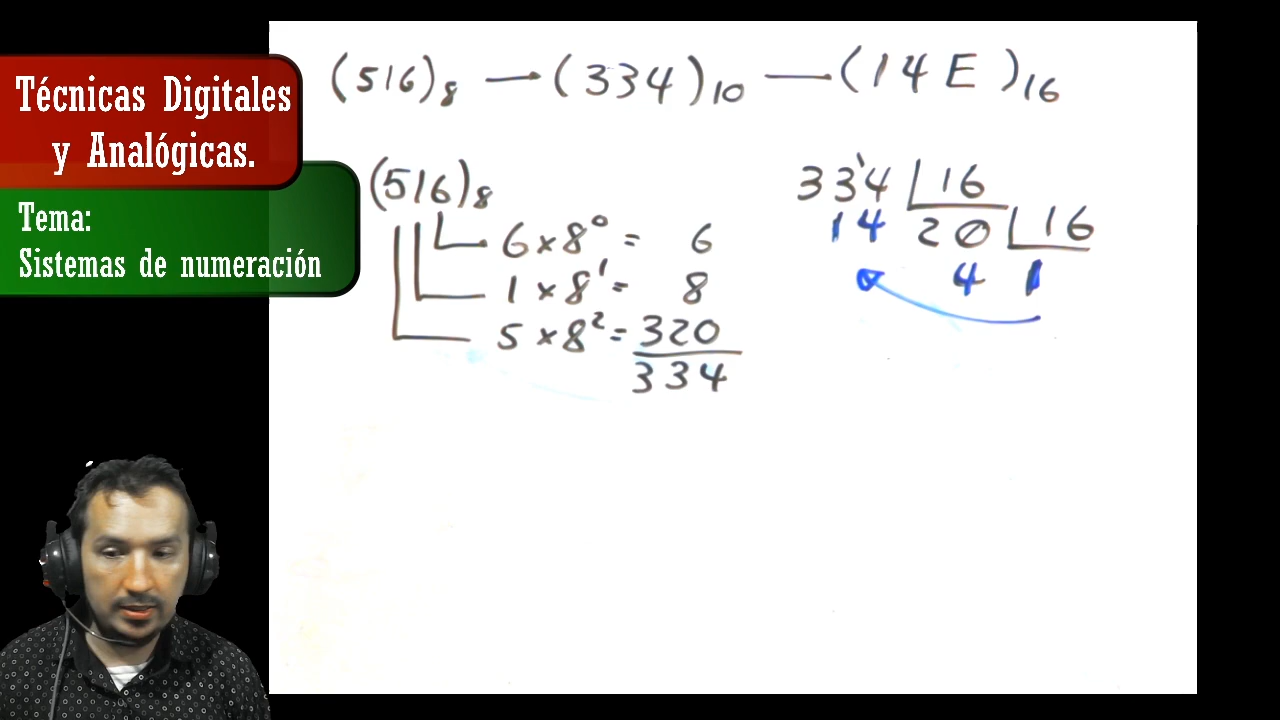 Técnicas Digitales
y Analógicas.
Tema:
Sistemas de numeración
(516)₈ — (334)₁₀ — (14E)₁₆
(516)₈
6 × 8⁰ = 6
1 × 8¹ = 8
5 × 8² = 320
334
334 | 16
14 20 | 16
4 1